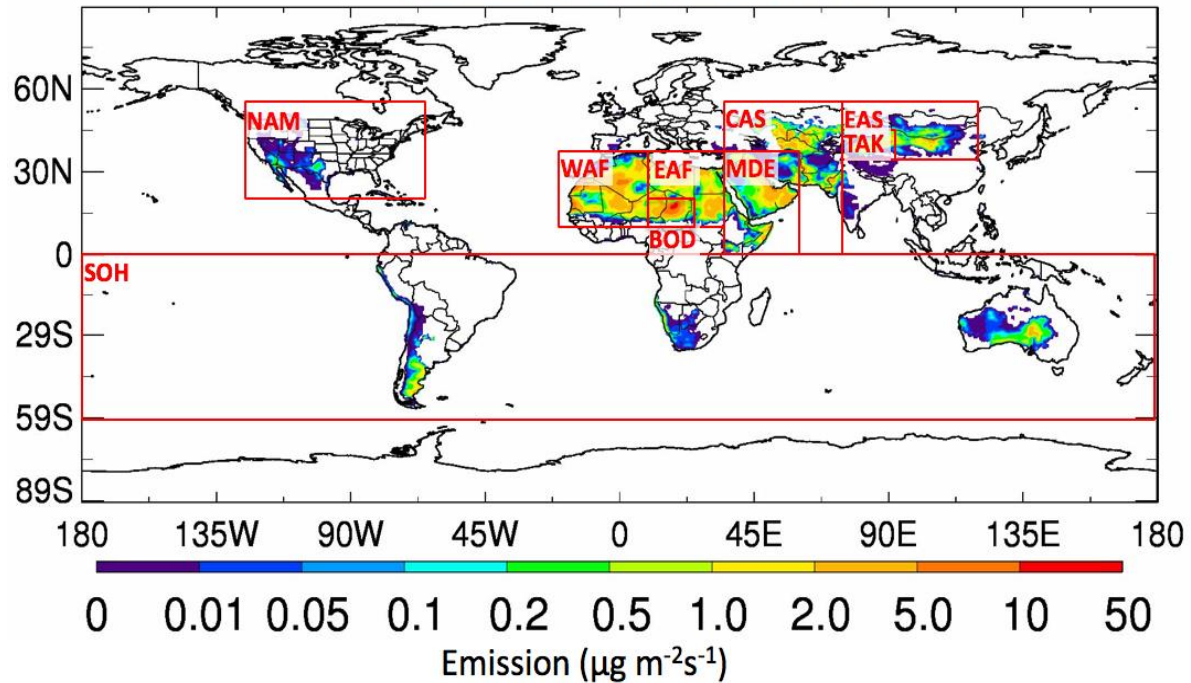 60N
NAM
CAS
EAS
TAK
30N
WAF
EAF
MDE
BOD
0
SOH
29S
59S
89S
180 135W 90W 45W 0 45E 90E 135E 180
0 0.01 0.05 0.1 0.2 0.5 1.0 2.0 5.0 10 50
Emission (µg m⁻²s⁻¹)